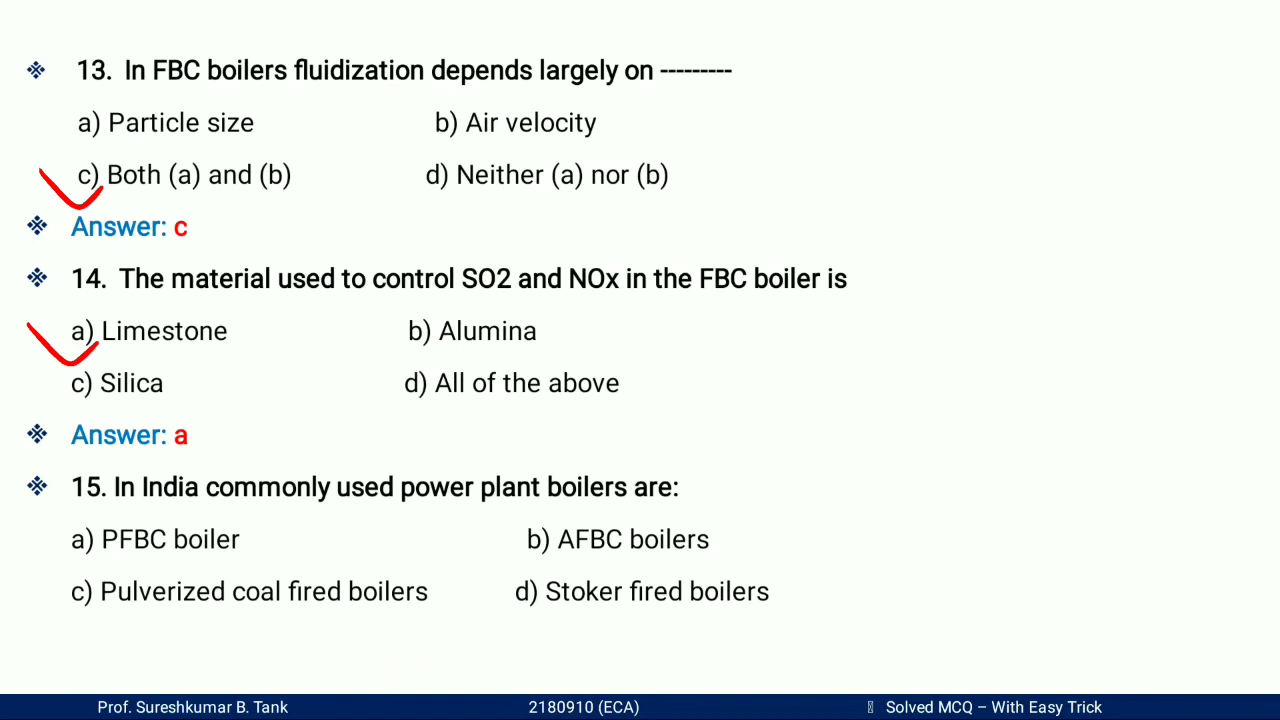 ❖ 13. In FBC boilers fluidization depends largely on ---------
a) Particle size b) Air velocity
c) Both (a) and (b) d) Neither (a) nor (b)
❖ Answer: c
❖ 14. The material used to control SO2 and NOx in the FBC boiler is
a) Limestone b) Alumina
c) Silica d) All of the above
❖ Answer: a
❖ 15. In India commonly used power plant boilers are:
a) PFBC boiler b) AFBC boilers
c) Pulverized coal fired boilers d) Stoker fired boilers
Prof. Sureshkumar B. Tank 2180910 (ECA) Solved MCQ – With Easy Trick